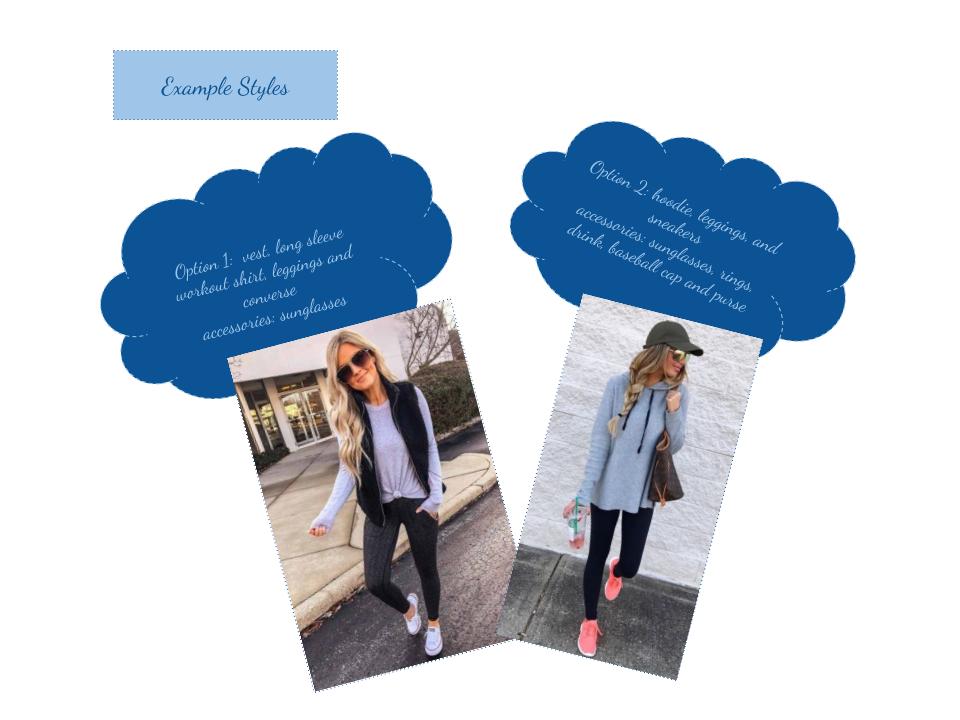 Example Styles
Option 1: vest, long sleeve
workout shirt, leggings and
converse
accessories: sunglasses
Option 2: hoodie, leggings, and
sneakers
accessories: sunglasses, rings,
drink, baseball cap and purse